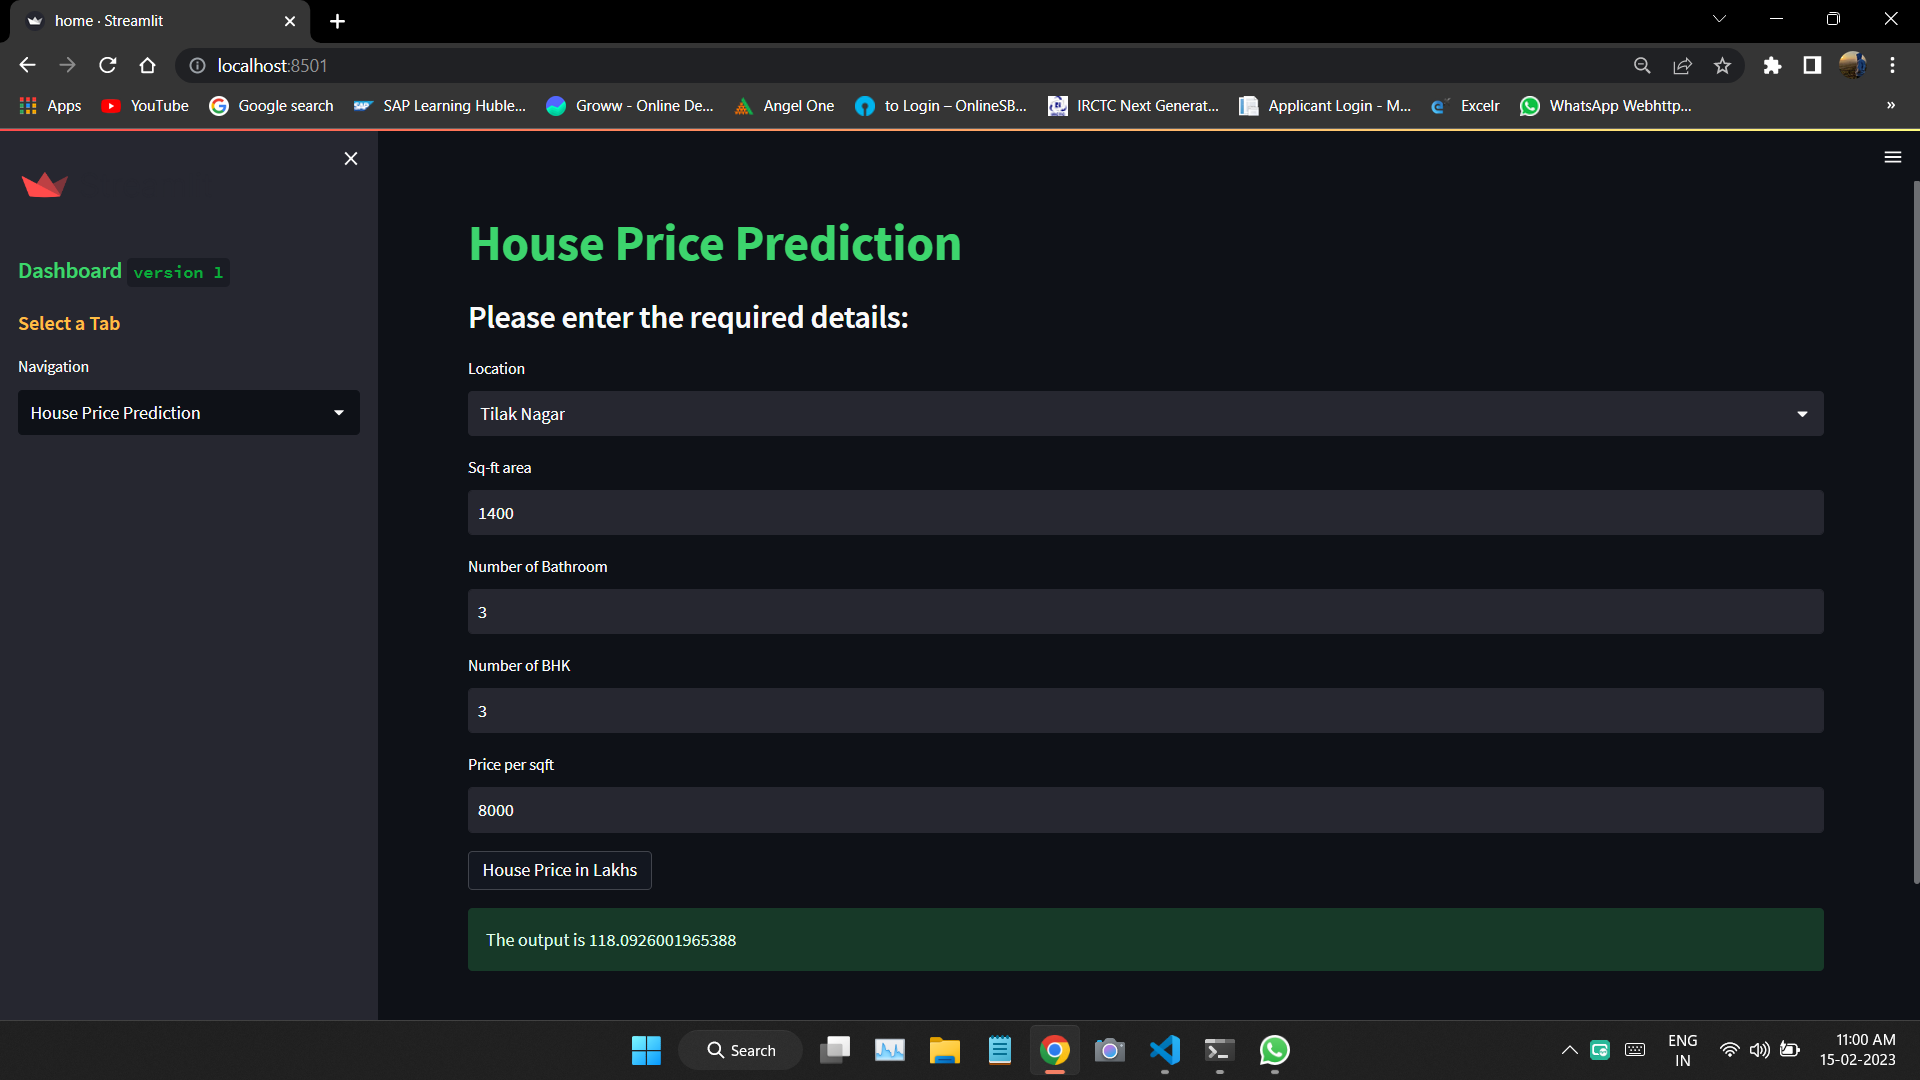 home · Streamlit
localhost:8501
Apps YouTube Google search SAP Learning Huble... Groww - Online De... Angel One to Login – OnlineSB... IRCTC Next Generat... Applicant Login - M... Excelr WhatsApp Webhttp... »
Dashboard version 1
Select a Tab
Navigation
House Price Prediction
House Price Prediction
Please enter the required details:
Location
Tilak Nagar
Sq-ft area
1400
Number of Bathroom
3
Number of BHK
3
Price per sqft
8000
House Price in Lakhs
The output is 118.0926001965388
Search
ENG
IN
11:00 AM
15-02-2023